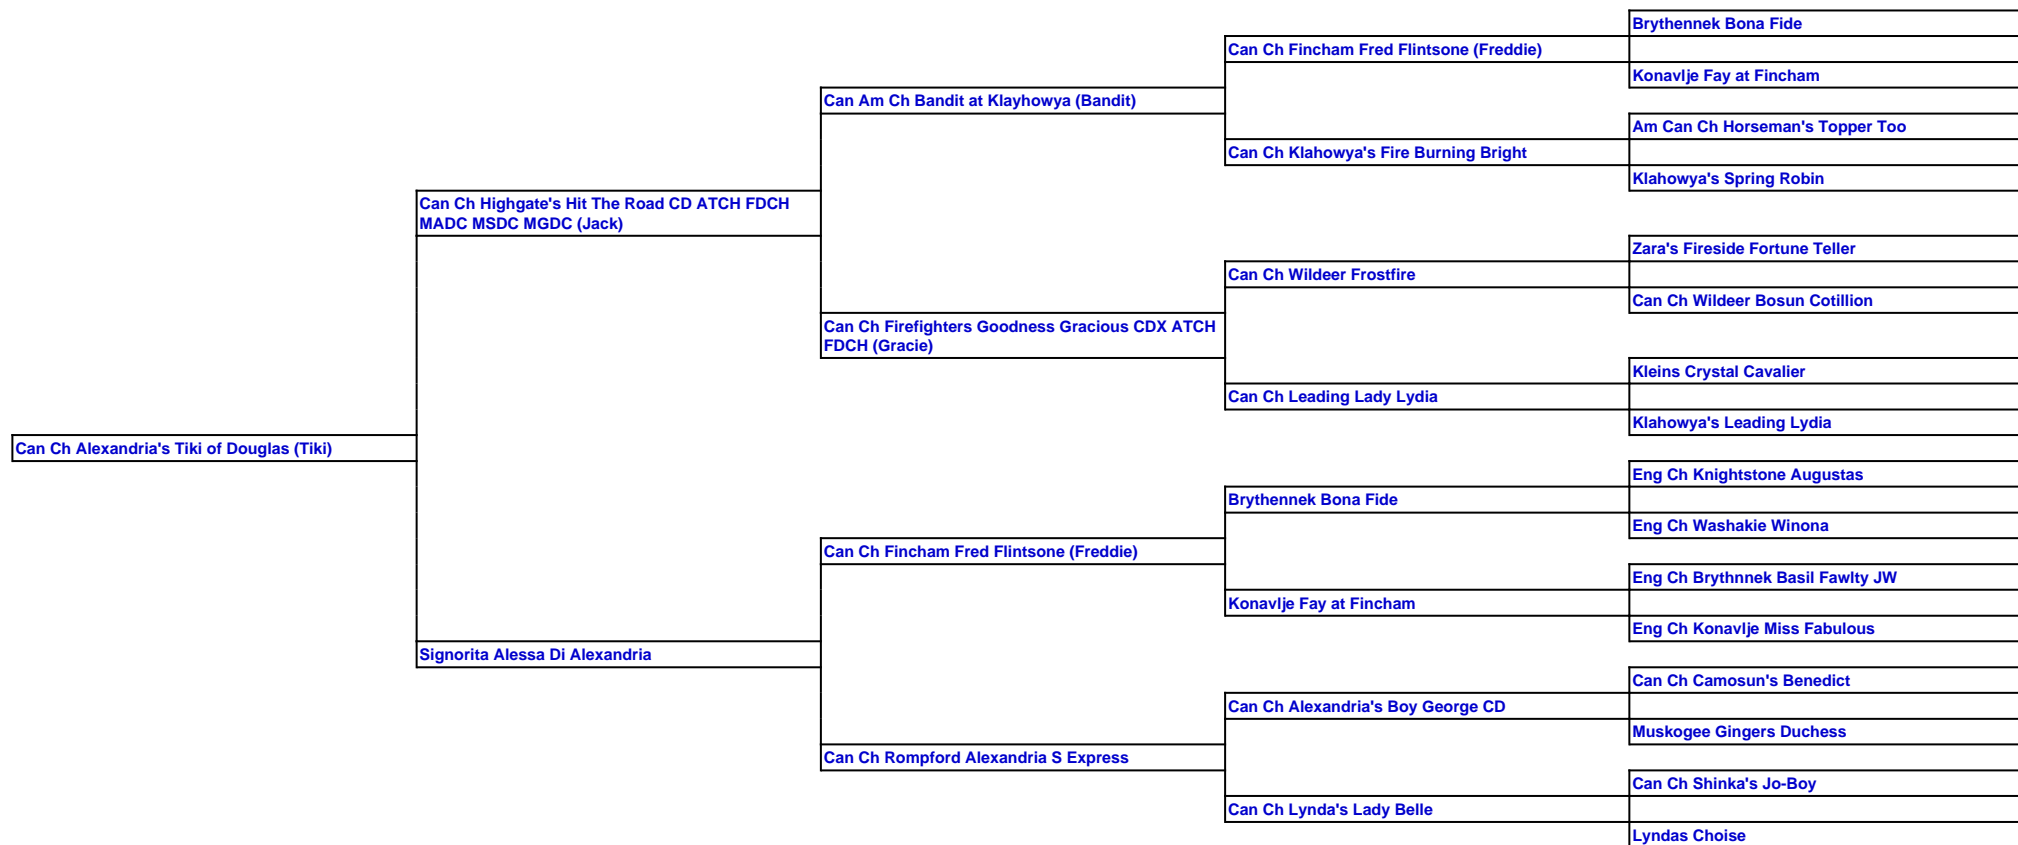 Brythennek Bona Fide
Can Ch Fincham Fred Flintsone (Freddie)
Konavlje Fay at Fincham
Can Am Ch Bandit at Klayhowya (Bandit)
Am Can Ch Horseman's Topper Too
Can Ch Klahowya's Fire Burning Bright
Klahowya's Spring Robin
Can Ch Highgate's Hit The Road CD ATCH FDCH
MADC MSDC MGDC (Jack)
Zara's Fireside Fortune Teller
Can Ch Wildeer Frostfire
Can Ch Wildeer Bosun Cotillion
Can Ch Firefighters Goodness Gracious CDX ATCH
FDCH (Gracie)
Kleins Crystal Cavalier
Can Ch Leading Lady Lydia
Klahowya's Leading Lydia
Can Ch Alexandria's Tiki of Douglas (Tiki)
Eng Ch Knightstone Augustas
Brythennek Bona Fide
Eng Ch Washakie Winona
Can Ch Fincham Fred Flintsone (Freddie)
Eng Ch Brythnnek Basil Fawlty JW
Konavlje Fay at Fincham
Eng Ch Konavlje Miss Fabulous
Signorita Alessa Di Alexandria
Can Ch Camosun's Benedict
Can Ch Alexandria's Boy George CD
Muskogee Gingers Duchess
Can Ch Rompford Alexandria S Express
Can Ch Shinka's Jo-Boy
Can Ch Lynda's Lady Belle
Lyndas Choise